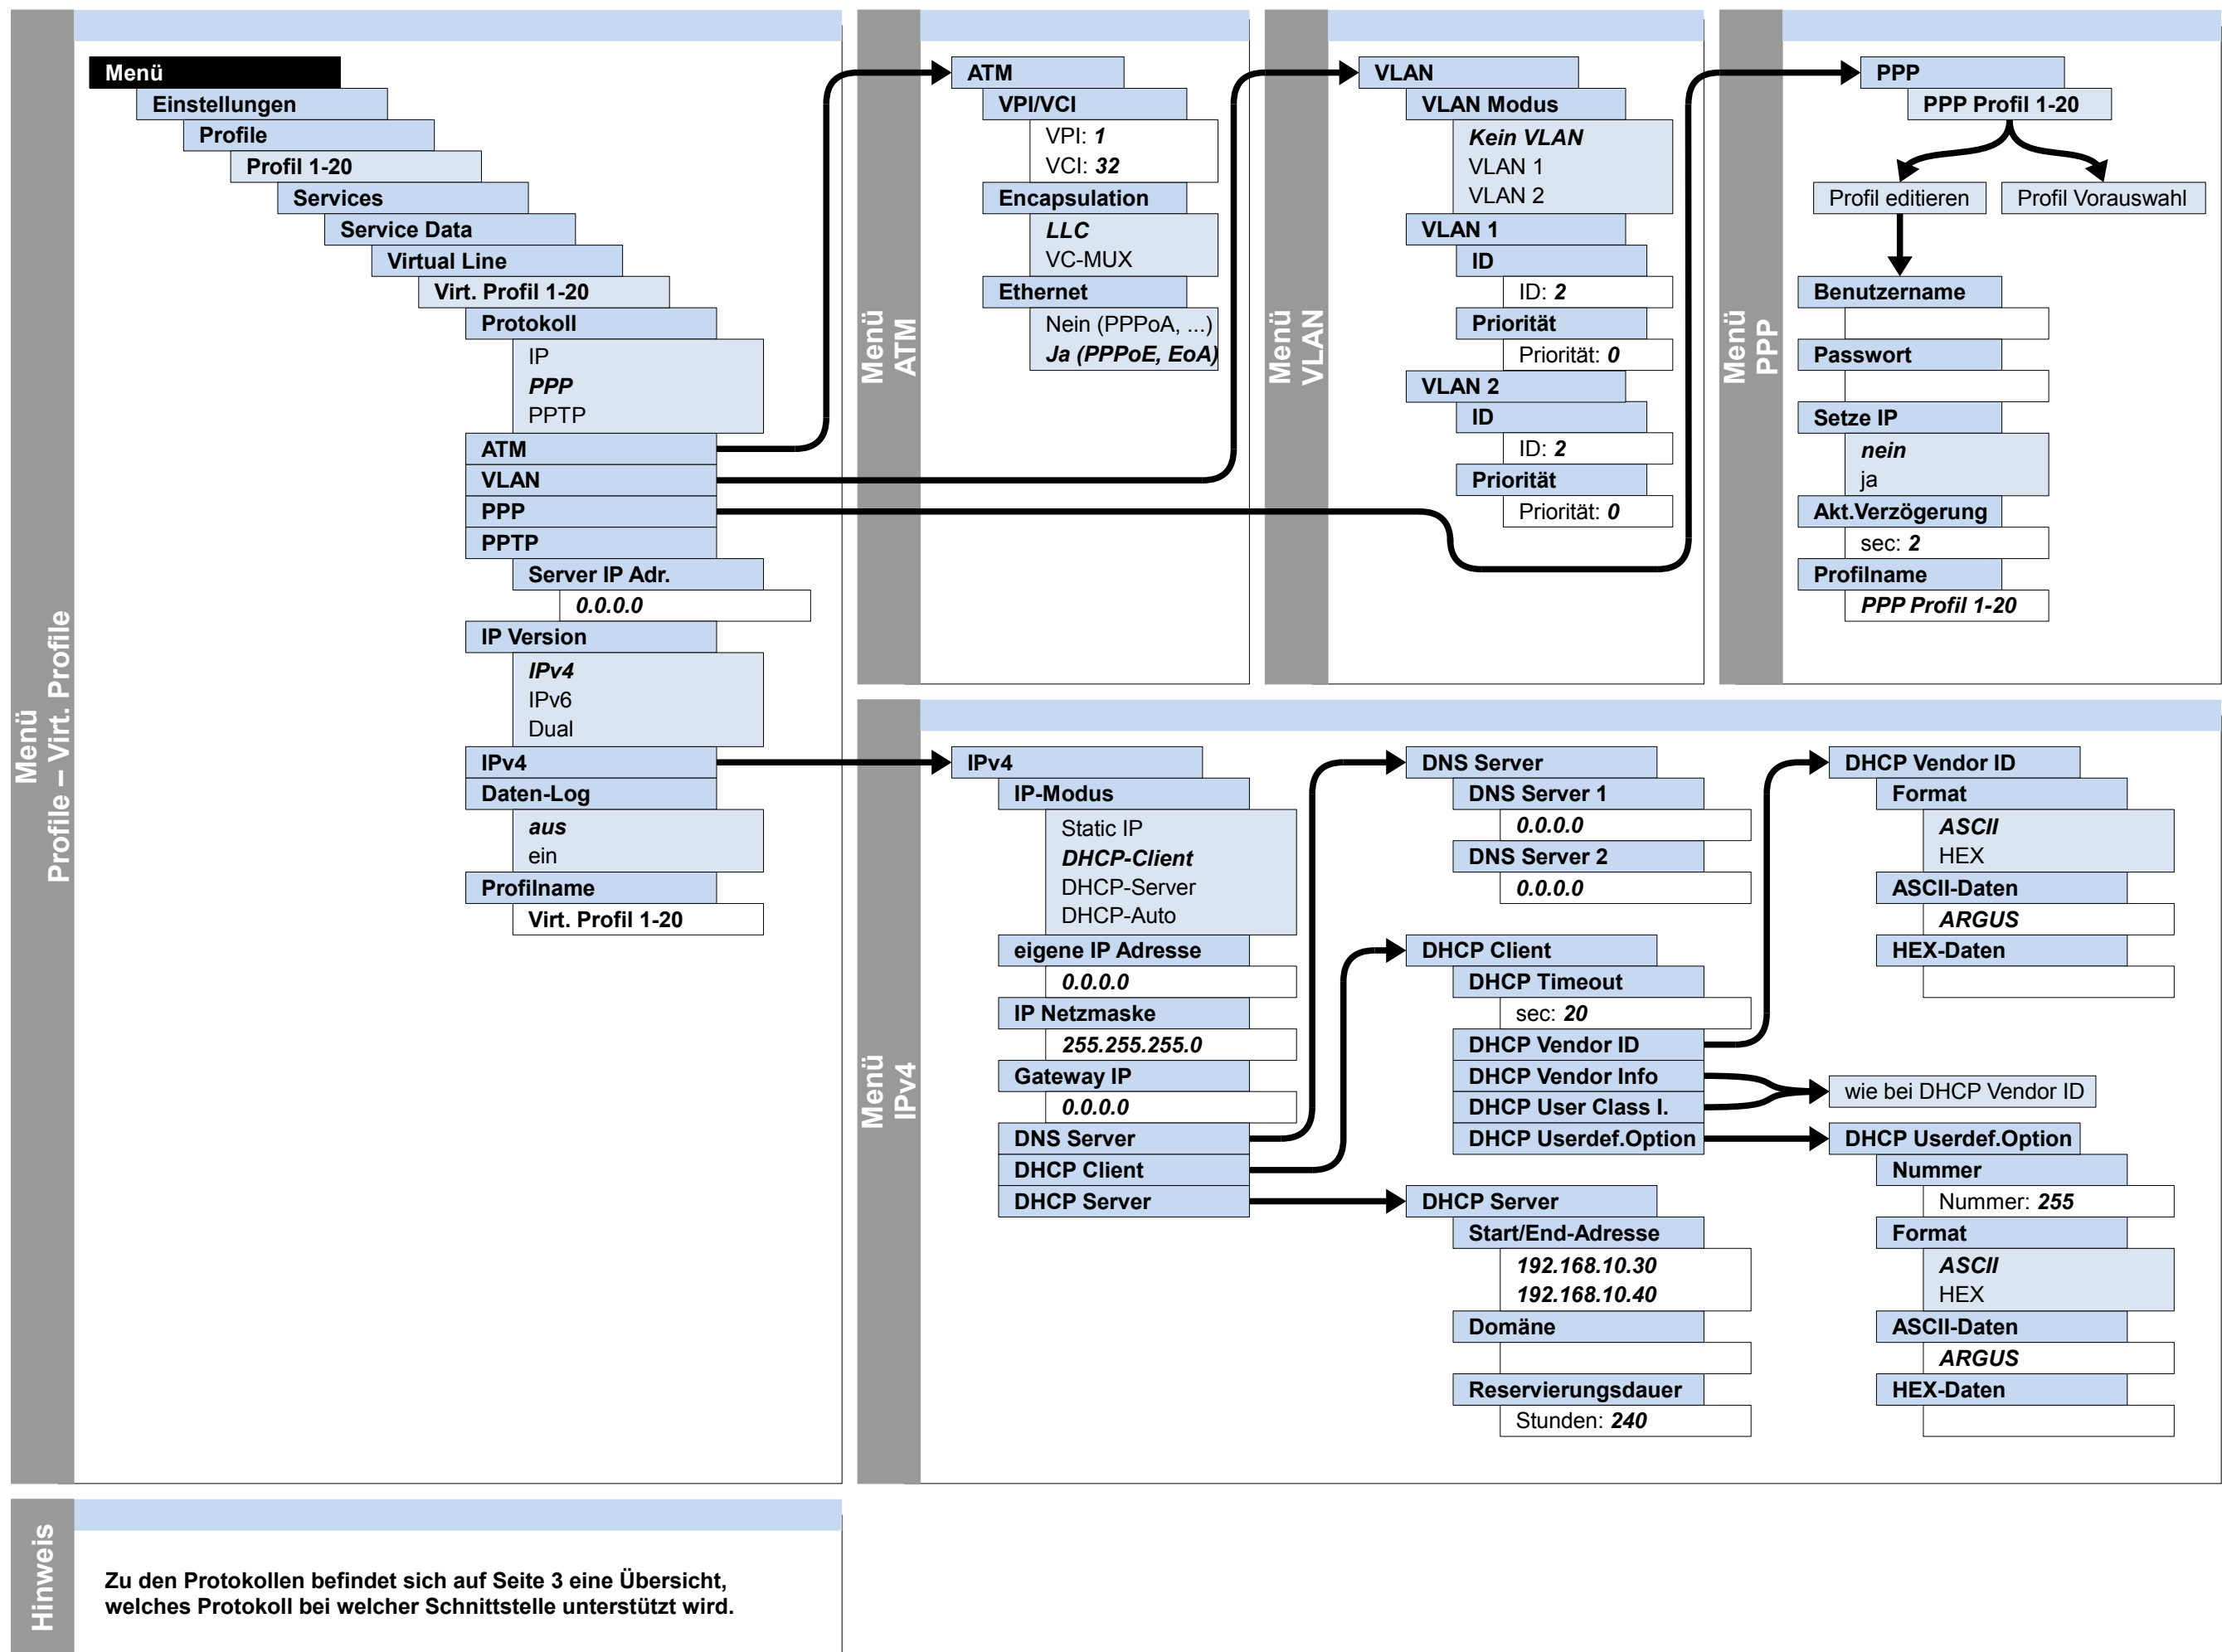 Menü
Profile – Virt. Profile
Menü
Einstellungen
Profile
Profil 1-20
Services
Service Data
Virtual Line
Virt. Profil 1-20
Protokoll
IP
PPP
PPTP
ATM
VLAN
PPP
PPTP
Server IP Adr.
0.0.0.0
IP Version
IPv4
IPv6
Dual
IPv4
Daten-Log
aus
ein
Profilname
Virt. Profil 1-20
Menü
ATM
ATM
VPI/VCI
VPI: 1
VCI: 32
Encapsulation
LLC
VC-MUX
Ethernet
Nein (PPPoA, ...)
Ja (PPPoE, EoA)
Menü
VLAN
VLAN
VLAN Modus
Kein VLAN
VLAN 1
VLAN 2
VLAN 1
ID
ID: 2
Priorität
Priorität: 0
VLAN 2
ID
ID: 2
Priorität
Priorität: 0
Menü
PPP
PPP
PPP Profil 1-20
Profil editieren
Profil Vorauswahl
Benutzername
Passwort
Setze IP
nein
ja
Akt.Verzögerung
sec: 2
Profilname
PPP Profil 1-20
Menü
IPv4
IPv4
IP-Modus
Static IP
DHCP-Client
DHCP-Server
DHCP-Auto
eigene IP Adresse
0.0.0.0
IP Netzmaske
255.255.255.0
Gateway IP
0.0.0.0
DNS Server
DHCP Client
DHCP Server
DNS Server
DNS Server 1
0.0.0.0
DNS Server 2
0.0.0.0
DHCP Client
DHCP Timeout
sec: 20
DHCP Vendor ID
DHCP Vendor Info
DHCP User Class I.
DHCP Userdef.Option
DHCP Server
Start/End-Adresse
192.168.10.30
192.168.10.40
Domäne
Reservierungsdauer
Stunden: 240
DHCP Vendor ID
Format
ASCII
HEX
ASCII-Daten
ARGUS
HEX-Daten
wie bei DHCP Vendor ID
DHCP Userdef.Option
Nummer
Nummer: 255
Format
ASCII
HEX
ASCII-Daten
ARGUS
HEX-Daten
Hinweis
Zu den Protokollen befindet sich auf Seite 3 eine Übersicht,
welches Protokoll bei welcher Schnittstelle unterstützt wird.